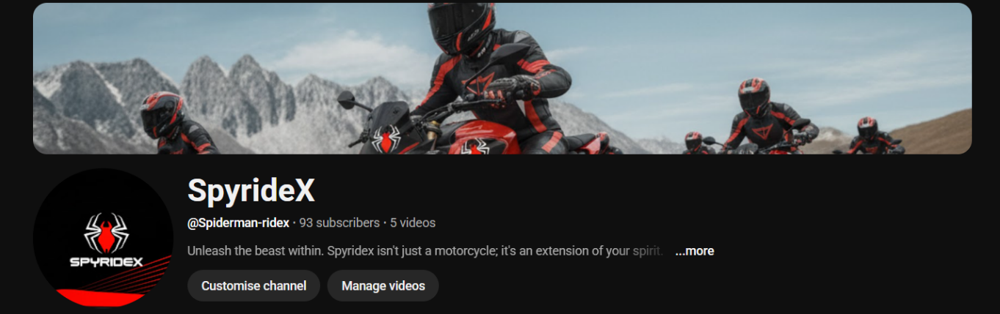 SpyrideX
@Spiderman-ridex · 93 subscribers · 5 videos
SPYRIDEX
Unleash the beast within. Spyridex isn't just a motorcycle; it's an extension of your spirit. ...more
Customise channel
Manage videos